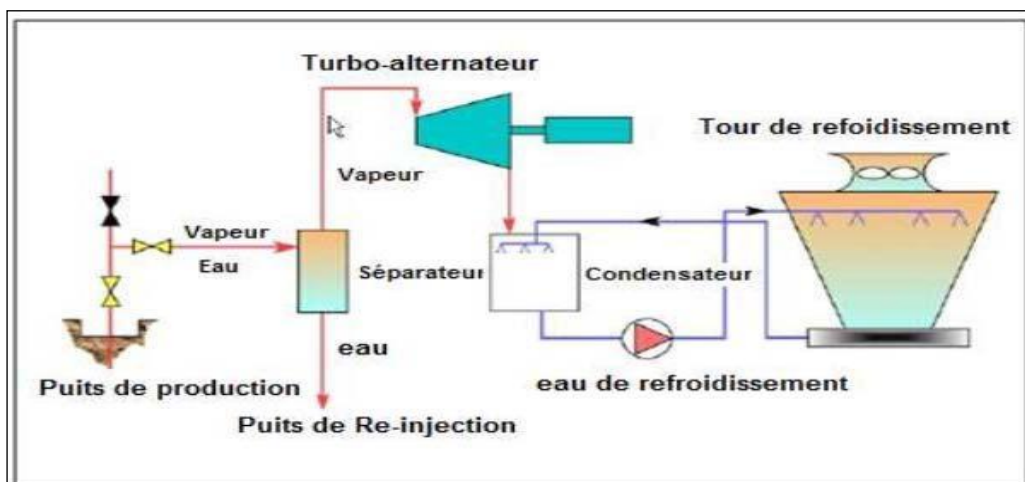 Turbo-alternateur
Tour de refoidissement
Vapeur
Vapeur
Eau
Séparateur
Condensateur
eau
Puits de production
eau de refroidissement
Puits de Re-injection